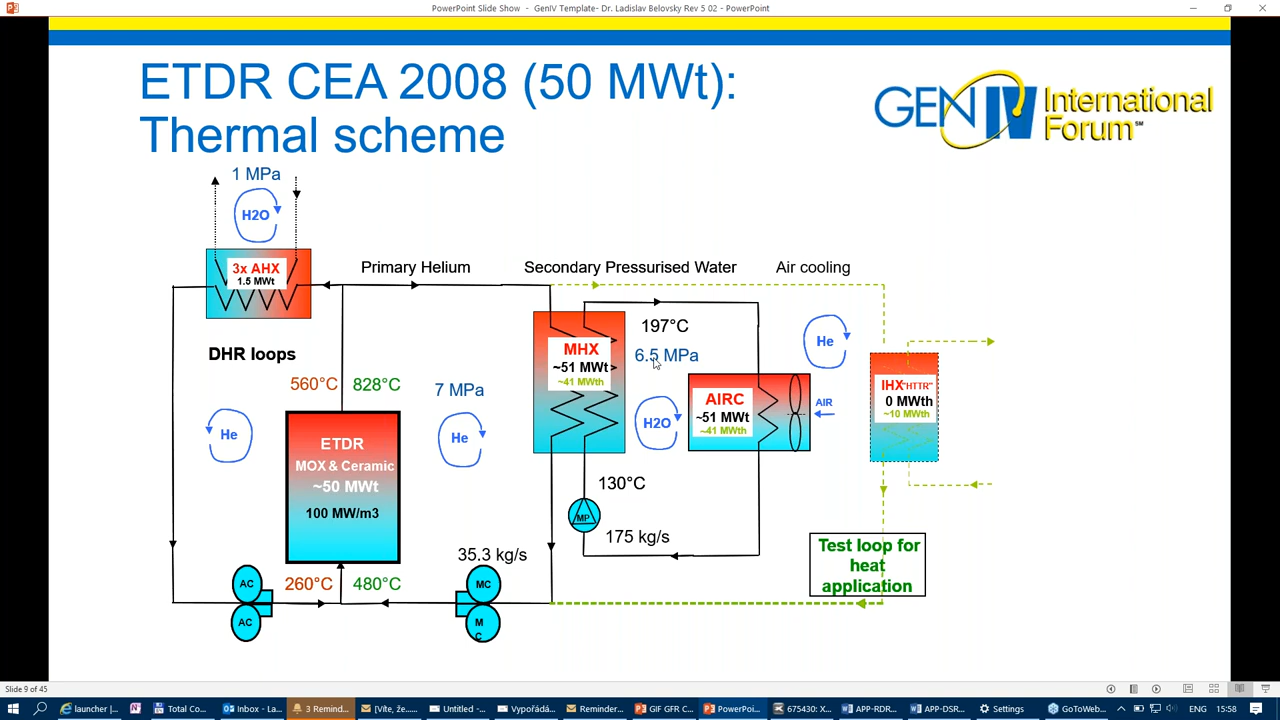 PowerPoint Slide Show - GenIV Template- Dr. Ladislav Belovsky Rev 5 02 - PowerPoint
ETDR CEA 2008 (50 MWt):
Thermal scheme
GEN IV International Forum℠
1 MPa
H2O
3x AHX
1.5 MWt
Primary Helium
Secondary Pressurised Water
Air cooling
DHR loops
560°C 828°C
7 MPa
He
He
ETDR
MOX & Ceramic
~50 MWt
100 MW/m3
260°C 480°C
AC
AC
35.3 kg/s
MC
M
C
MHX
~51 MWt
~41 MWth
197°C
6.5 MPa
H2O
130°C
MP
175 kg/s
AIRC
~51 MWt
~41 MWth
He
AIR
IHX "HTTR"
0 MWth
~10 MWth
Test loop for
heat
application
Slide 9 of 45
launcher |...
Total Co...
Inbox - La...
3 Remind...
[Víte, že....
Untitled -...
Vypořádá...
Reminder...
GIF GFR C...
PowerPoi...
675430: X...
APP-RDR...
APP-DSR...
Settings
GoToWeb...
ENG
15:58